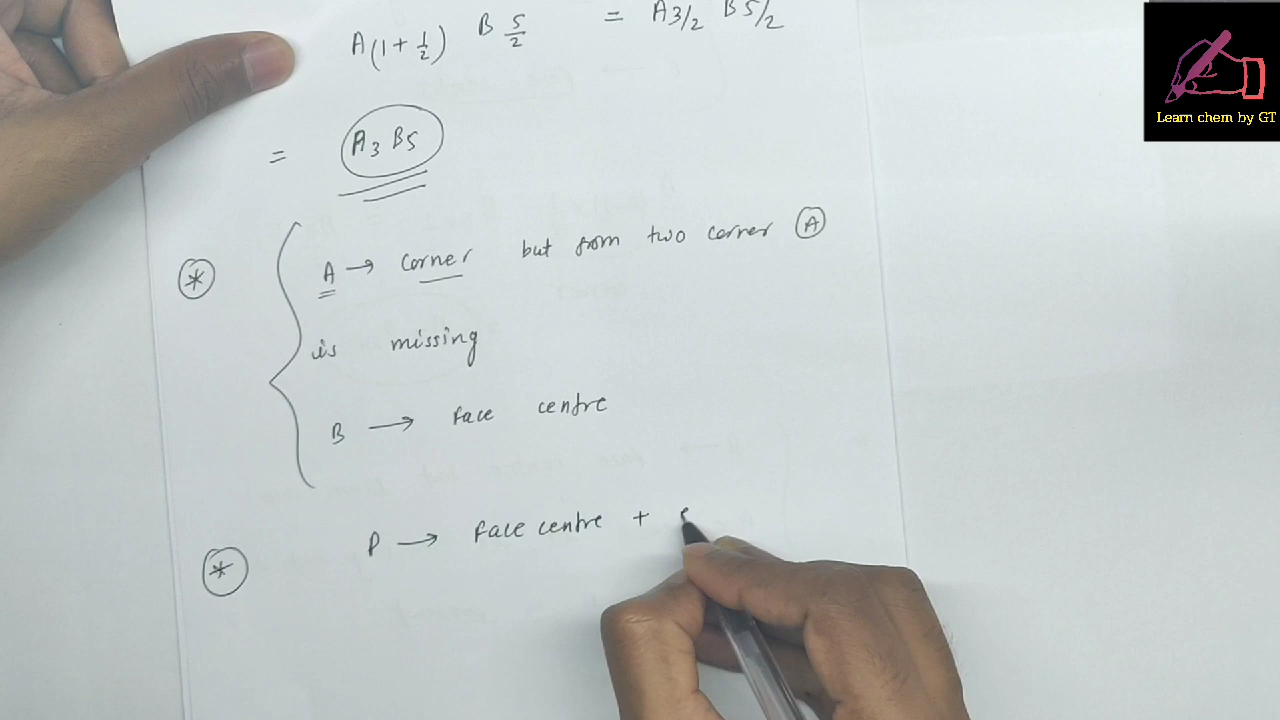 A(1+1/2) B 5/2 = A3/2 B5/2
= A3 B5
* A → corner but from two corner A
is missing
B → face centre
* P → face centre +
Learn chem by GT